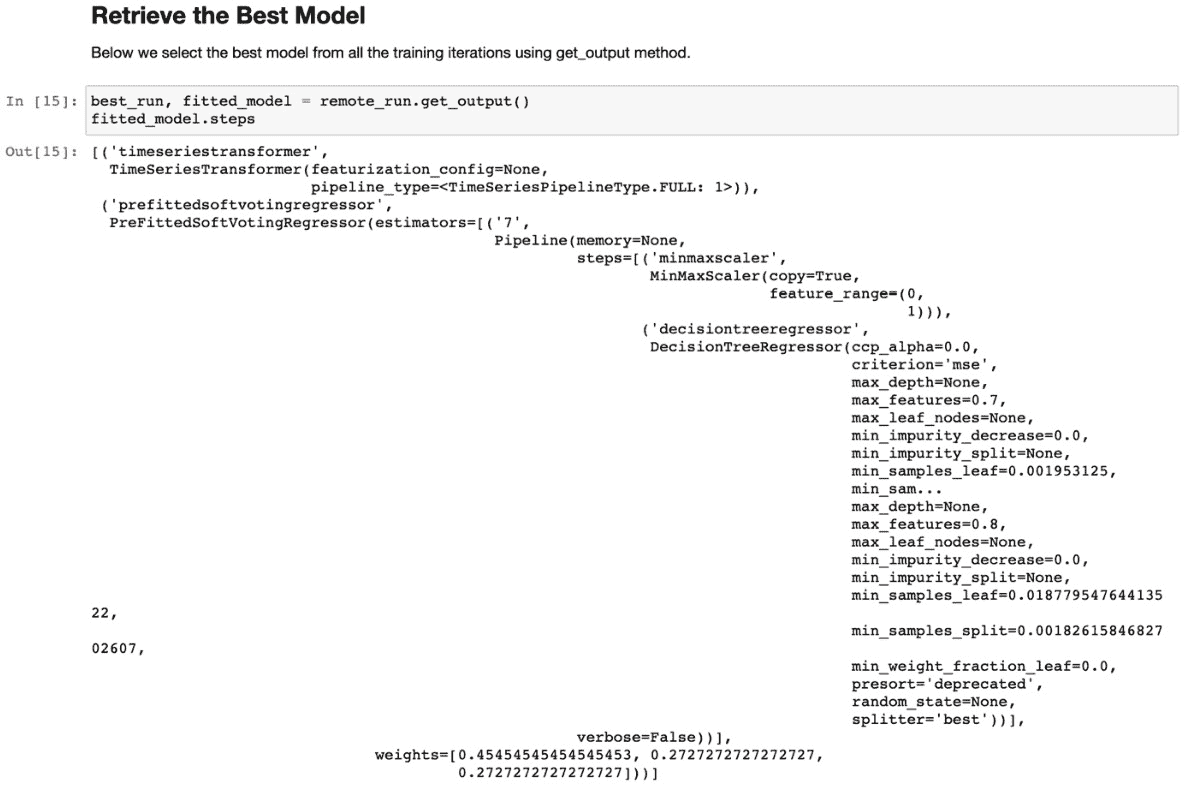 Retrieve the Best Model
Below we select the best model from all the training iterations using get_output method.
In [15]: best_run, fitted_model = remote_run.get_output()
fitted_model.steps
Out[15]: [('timeseriestransformer',
TimeSeriesTransformer(featurization_config=None,
pipeline_type=<TimeSeriesPipelineType.FULL: 1>)),
('prefittedsoftvotingregressor',
PreFittedSoftVotingRegressor(estimators=[('7',
Pipeline(memory=None,
steps=[('minmaxscaler',
MinMaxScaler(copy=True,
feature_range=(0,
1))),
('decisiontreeregressor',
DecisionTreeRegressor(ccp_alpha=0.0,
criterion='mse',
max_depth=None,
max_features=0.7,
max_leaf_nodes=None,
min_impurity_decrease=0.0,
min_impurity_split=None,
min_samples_leaf=0.001953125,
min_sam...
max_depth=None,
max_features=0.8,
max_leaf_nodes=None,
min_impurity_decrease=0.0,
min_impurity_split=None,
min_samples_leaf=0.018779547644135
22,
min_samples_split=0.00182615846827
02607,
min_weight_fraction_leaf=0.0,
presort='deprecated',
random_state=None,
splitter='best'))],
verbose=False))],
weights=[0.45454545454545453, 0.2727272727272727,
0.2727272727272727]))]